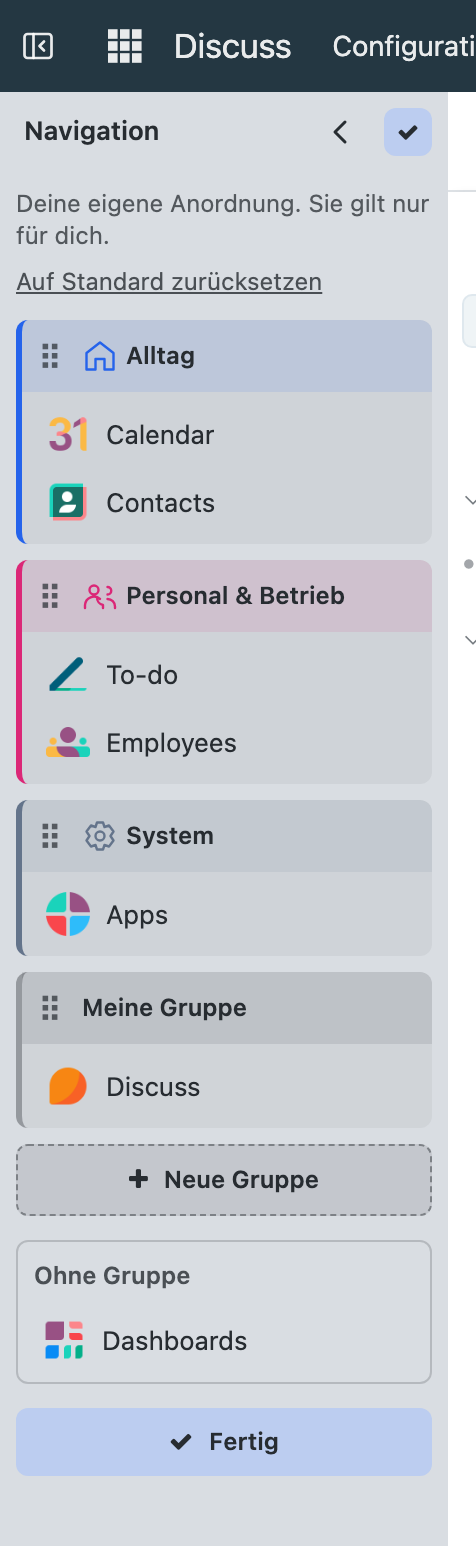 Discuss
Configurati
Navigation
Deine eigene Anordnung. Sie gilt nur
für dich.
Auf Standard zurücksetzen
Alltag
31 Calendar
Contacts
Personal & Betrieb
To-do
Employees
System
Apps
Meine Gruppe
Discuss
+ Neue Gruppe
Ohne Gruppe
Dashboards
Fertig